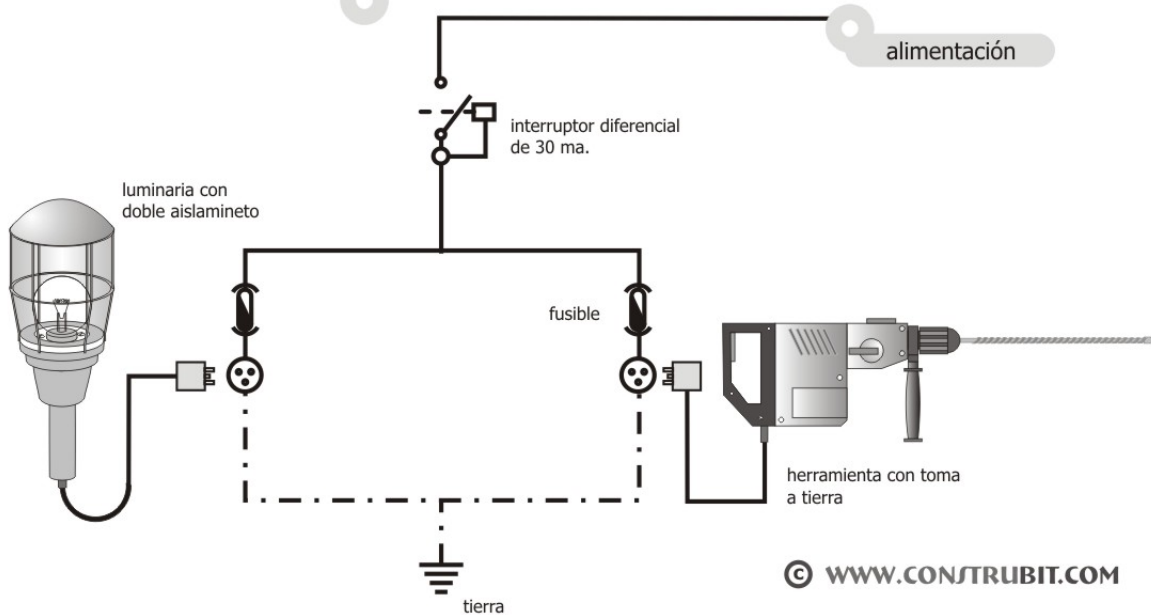 alimentación
interruptor diferencial
de 30 ma.
luminaria con
doble aislamineto
fusible
herramienta con toma
a tierra
tierra
© WWW.CONSTRUBIT.COM